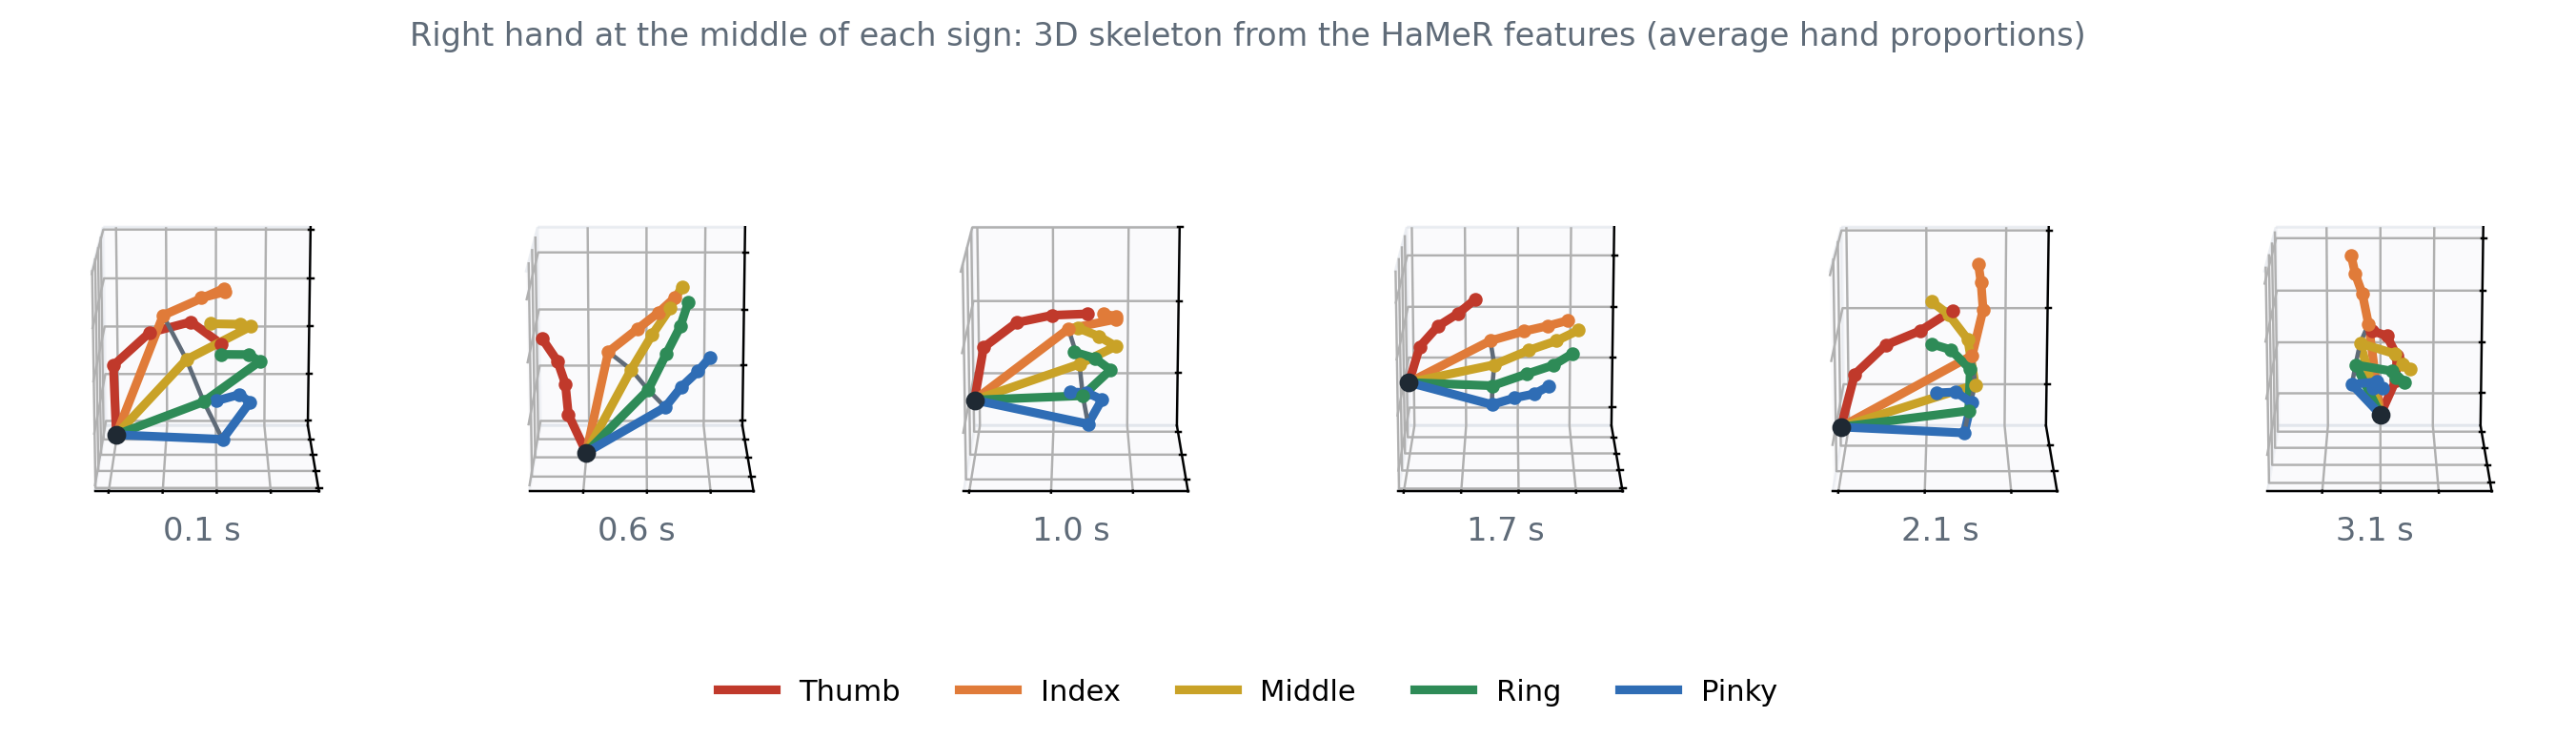 Right hand at the middle of each sign: 3D skeleton from the HaMeR features (average hand proportions)
0.1 s 0.6 s 1.0 s 1.7 s 2.1 s 3.1 s
Thumb Index Middle Ring Pinky